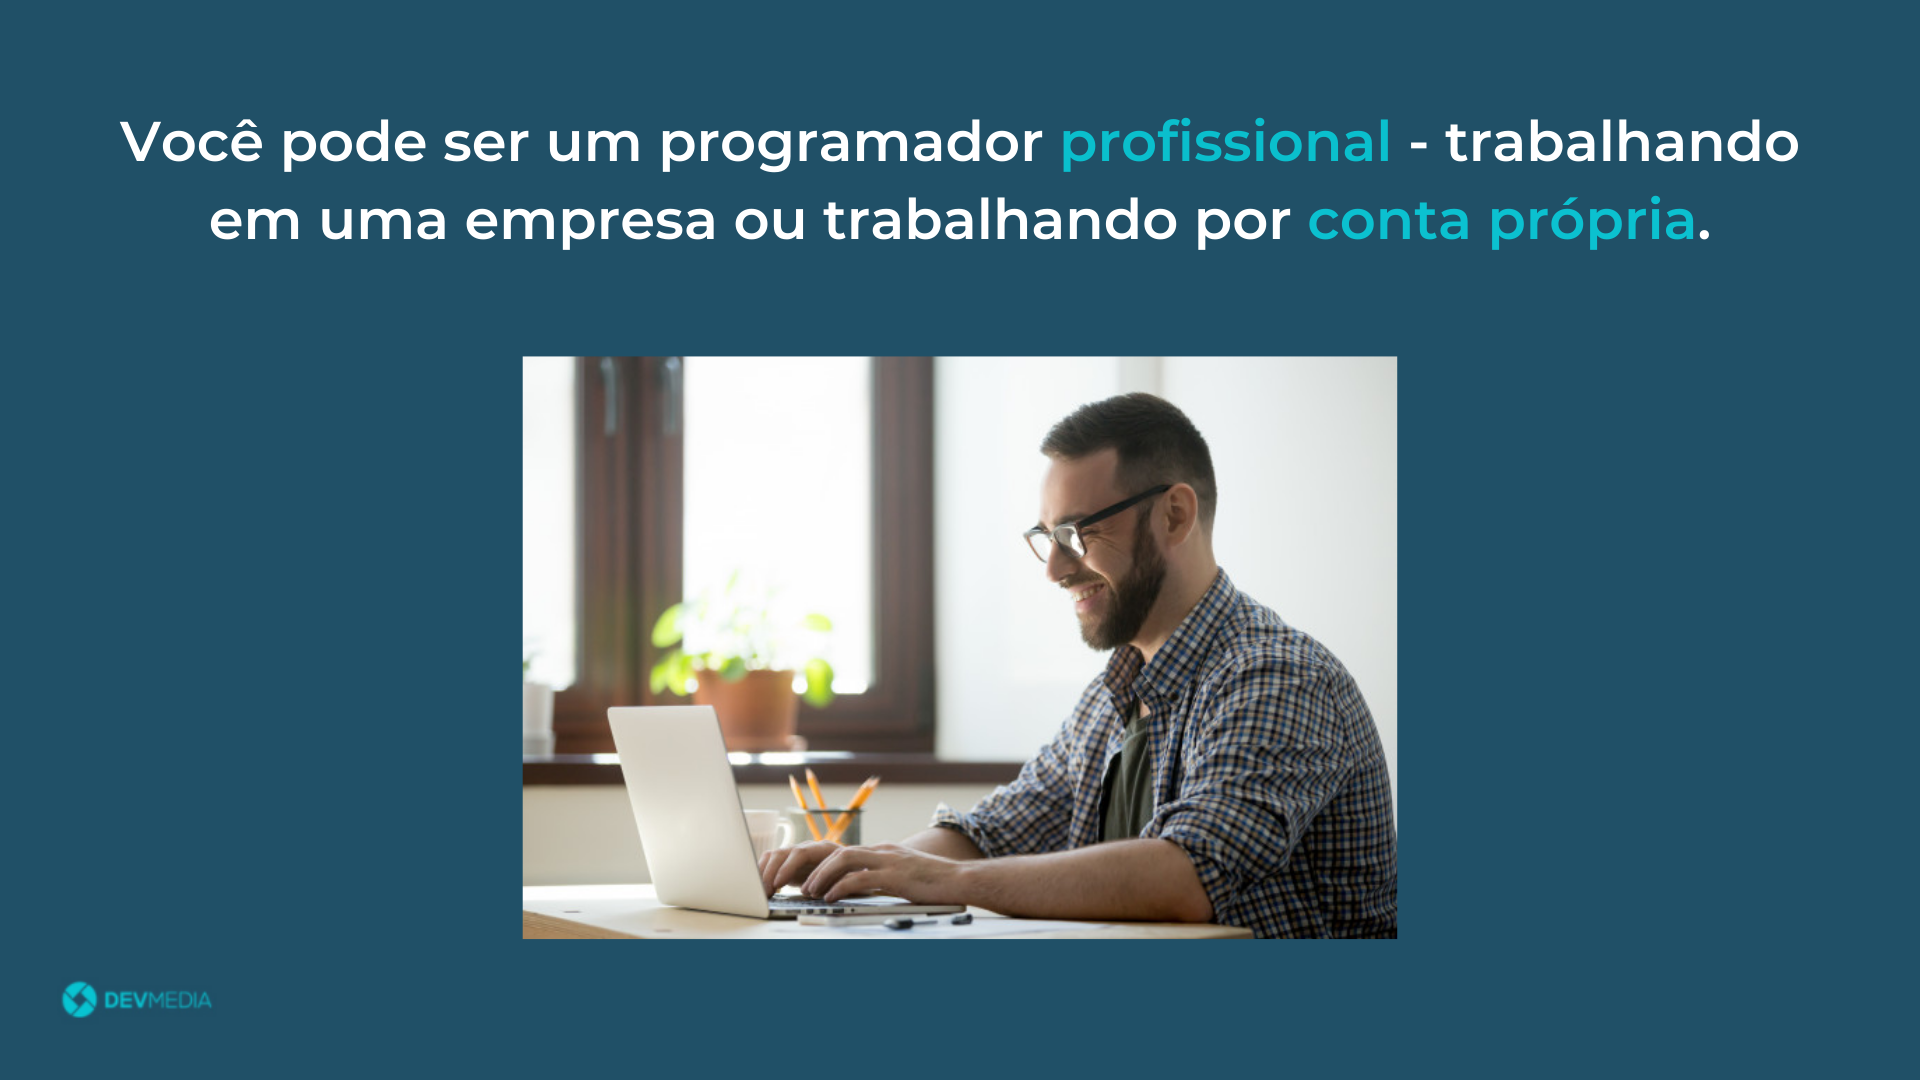 Você pode ser um programador profissional - trabalhando
em uma empresa ou trabalhando por conta própria.
DEVMEDIA